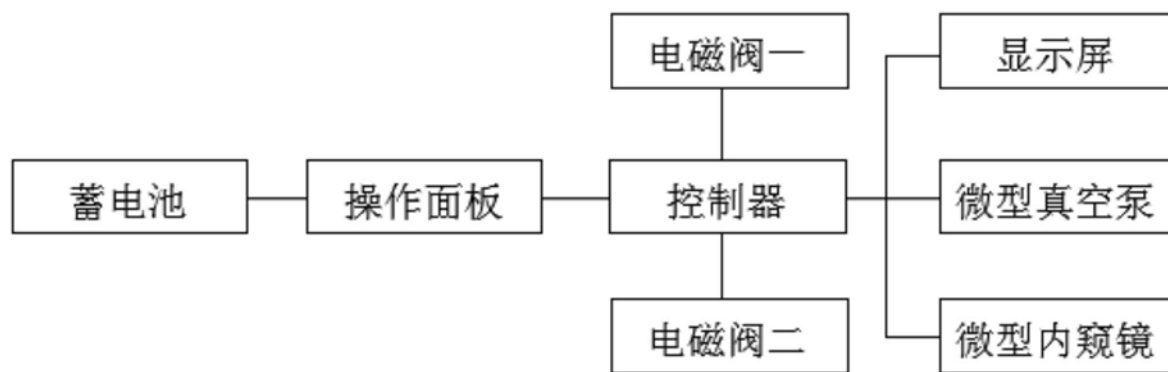 电磁阀一
显示屏
蓄电池
操作面板
控制器
微型真空泵
电磁阀二
微型内窥镜